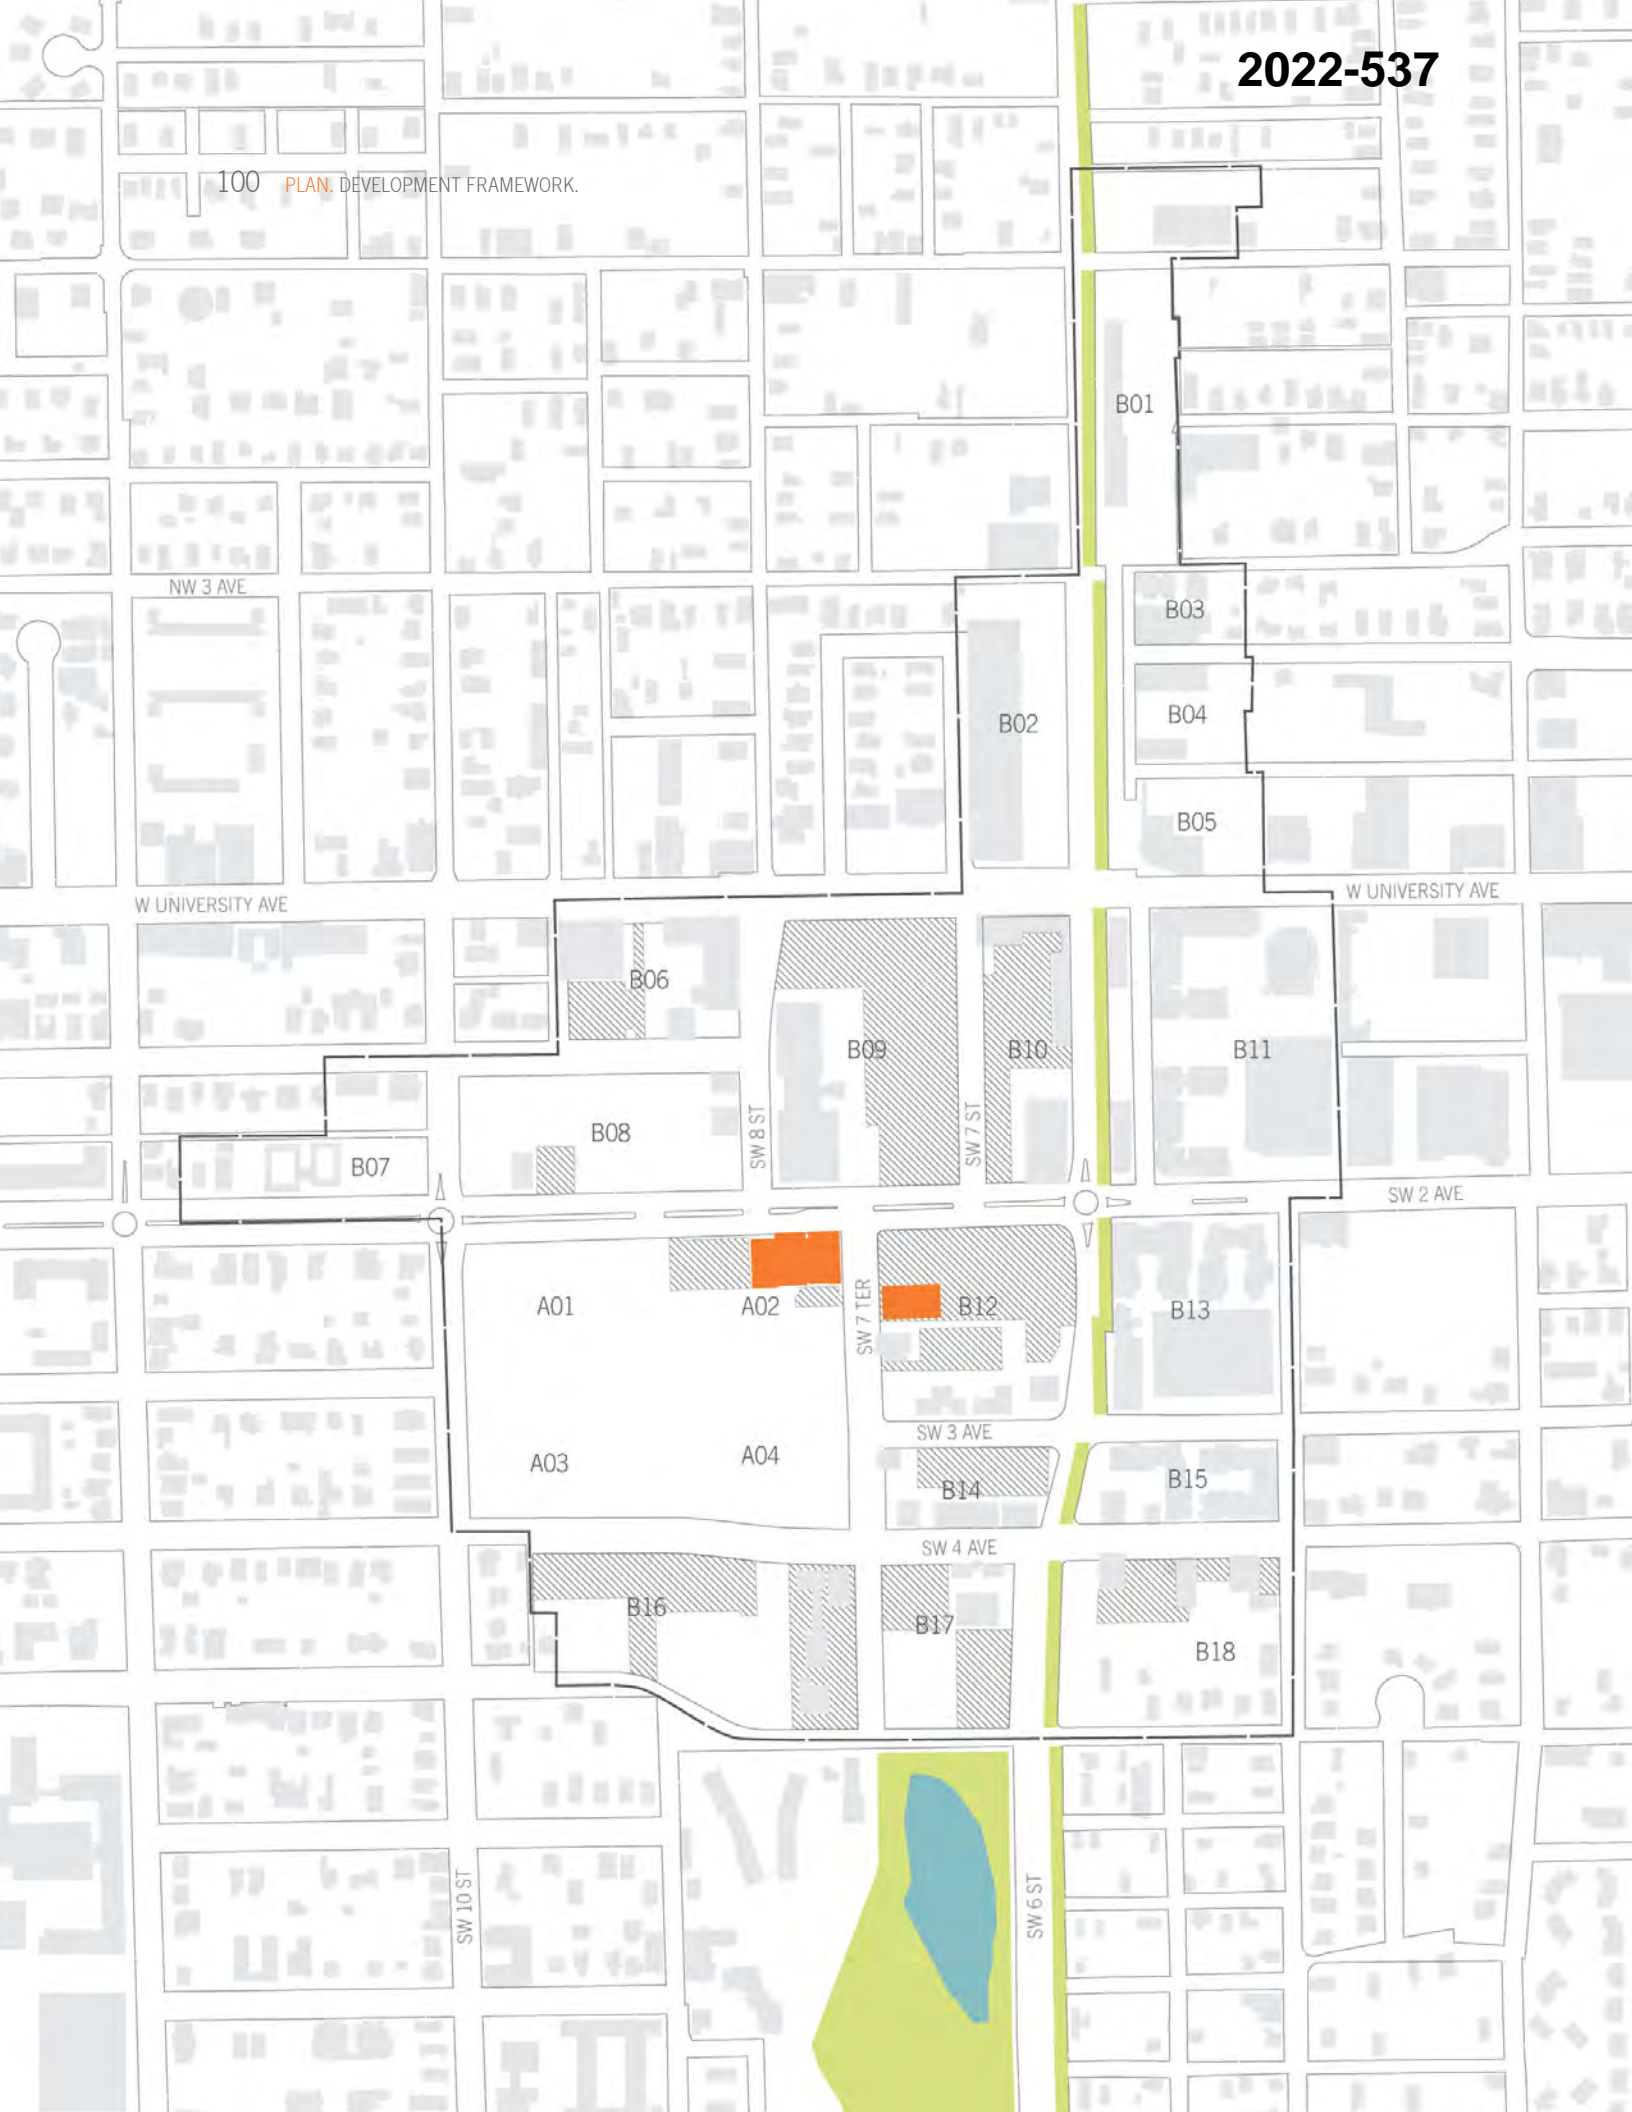 2022-537
100 PLAN. DEVELOPMENT FRAMEWORK.
B01
NW 3 AVE
B03
B04
B02
B05
W UNIVERSITY AVE
W UNIVERSITY AVE
B06
B09
B10
B11
B08
SW 8 ST
SW 7 ST
B07
SW 2 AVE
A01
A02
SW 7 TER
B12
B13
SW 3 AVE
A03
A04
B14
B15
SW 4 AVE
B16
B17
B18
SW 10 ST
SW 6 ST